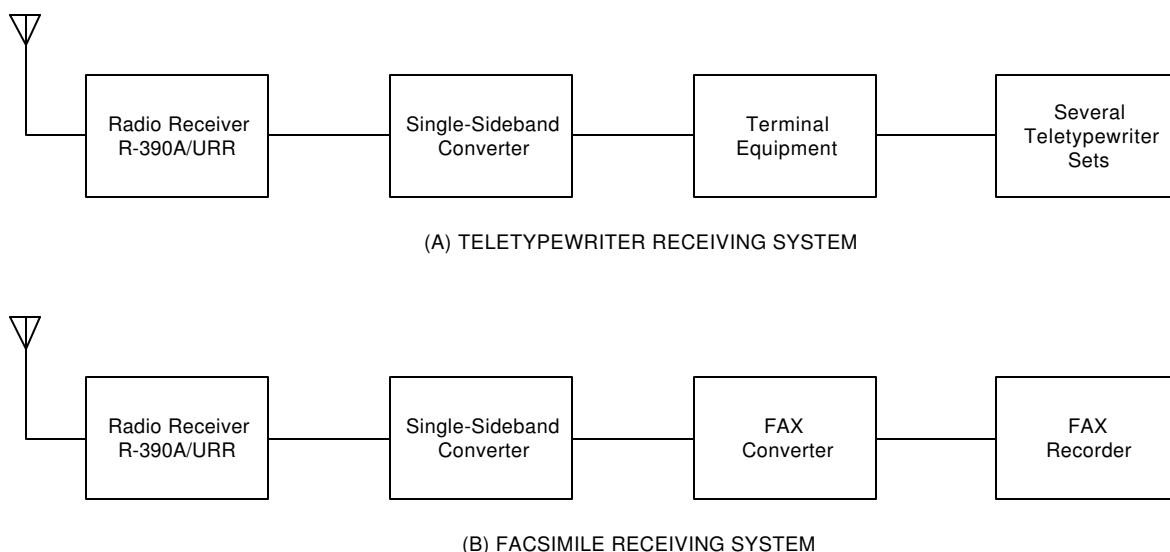 Radio Receiver
R-390A/URR
Single-Sideband
Converter
Terminal
Equipment
Several
Teletypewriter
Sets
(A) TELETYPEWRITER RECEIVING SYSTEM
Radio Receiver
R-390A/URR
Single-Sideband
Converter
FAX
Converter
FAX
Recorder
(B) FACSIMILE RECEIVING SYSTEM